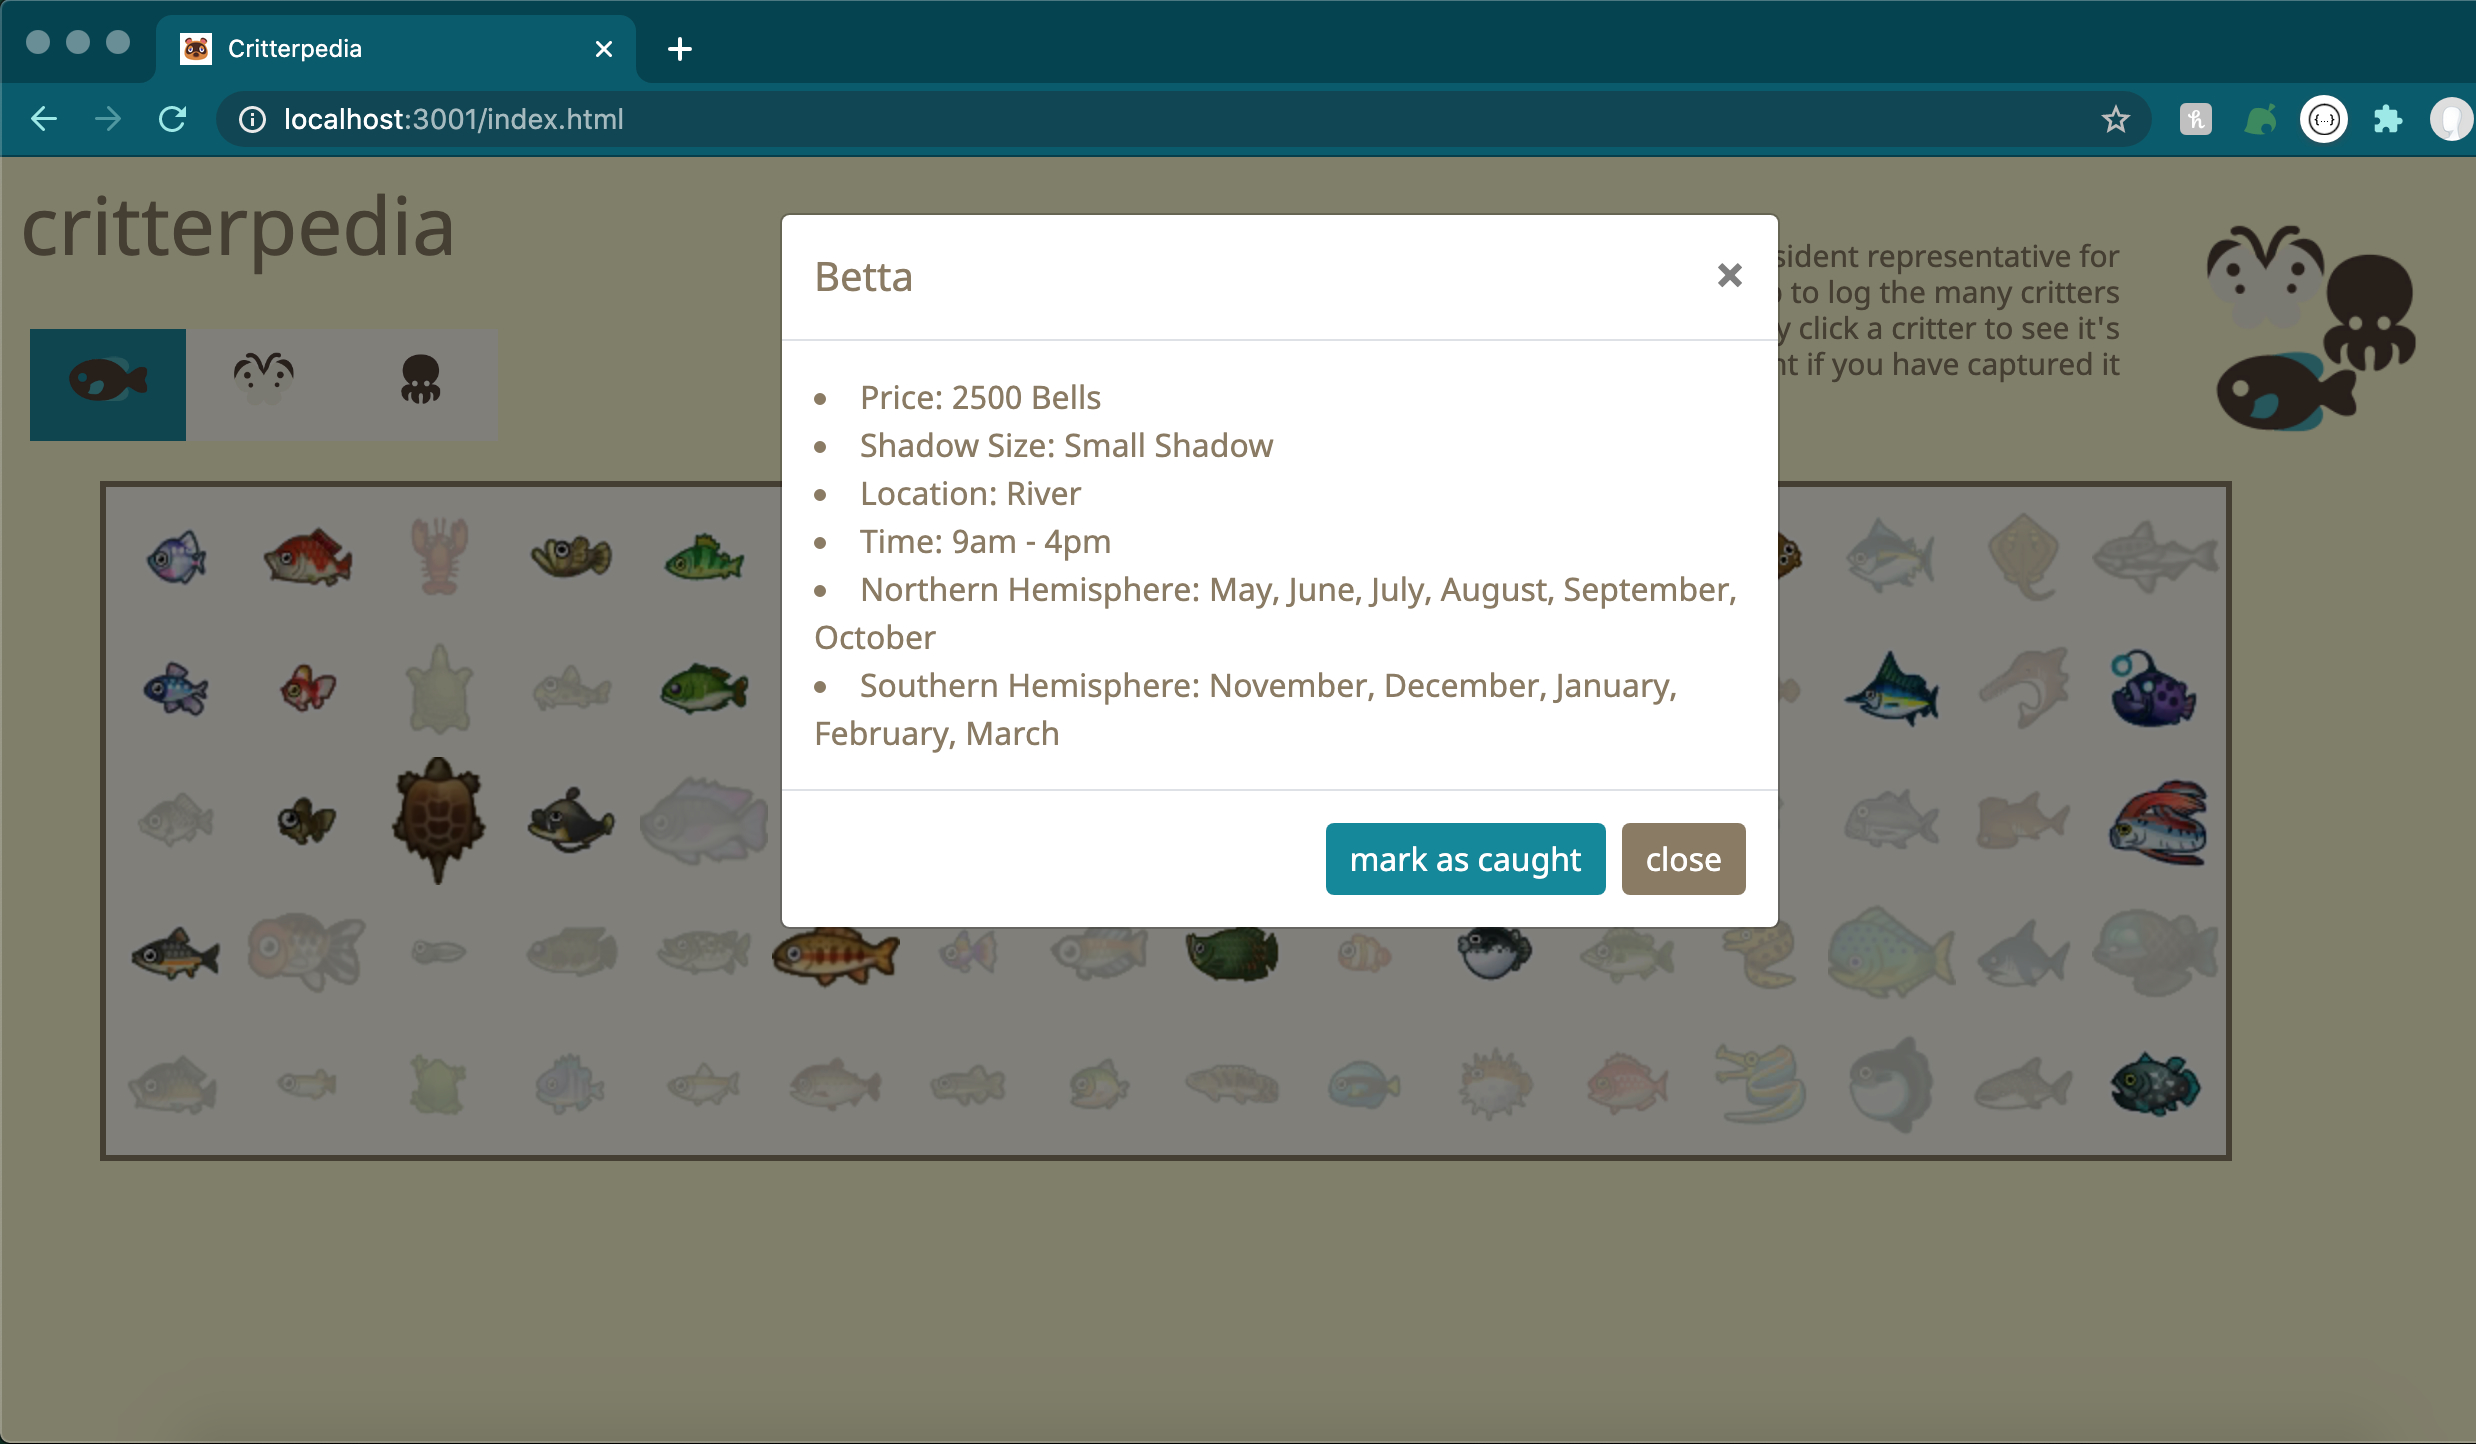 Critterpedia
localhost:3001/index.html
critterpedia
sident representative for
to log the many critters
y click a critter to see it's
nt if you have captured it
Betta
Price: 2500 Bells
Shadow Size: Small Shadow
Location: River
Time: 9am - 4pm
Northern Hemisphere: May, June, July, August, September,
October
Southern Hemisphere: November, December, January,
February, March
mark as caught
close